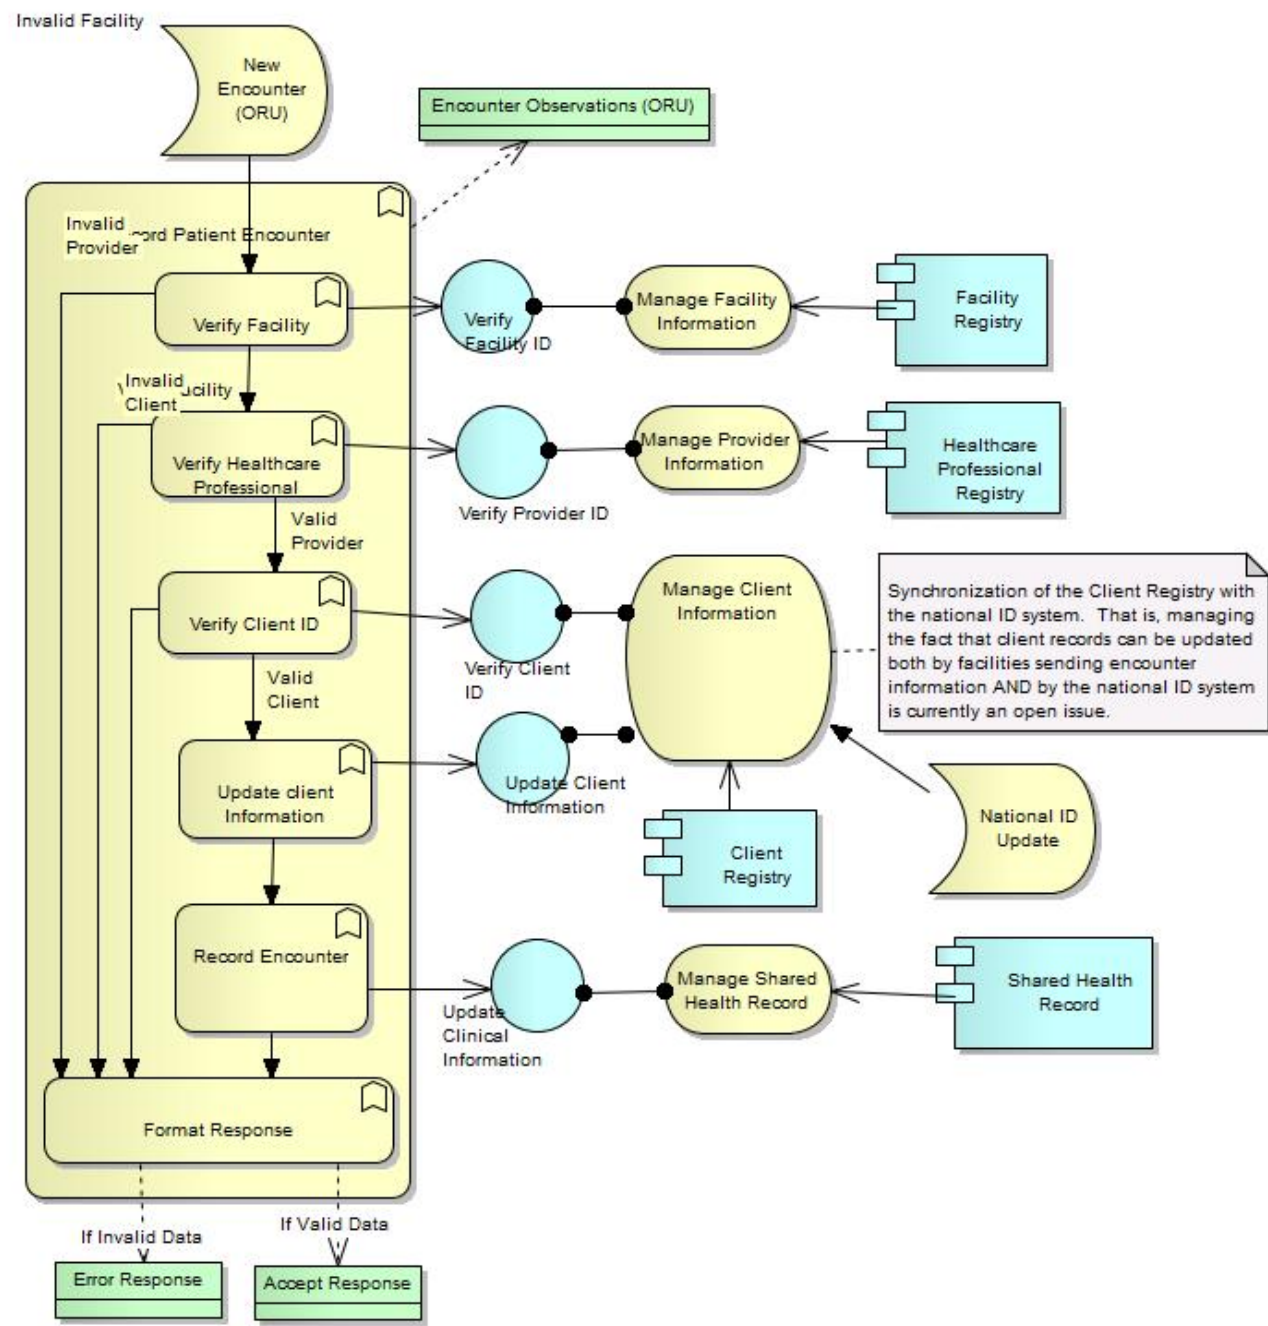 Invalid Facility
New
Encounter
(ORU)
Encounter Observations (ORU)
Invalid
Provider
Patient Encounter
Verify Facility
Verify
Facility ID
Manage Facility
Information
Facility
Registry
Invalid
Client
Verify Healthcare
Professional
Verify Provider ID
Manage Provider
Information
Healthcare
Professional
Registry
Valid
Provider
Verify Client ID
Verify Client
ID
Manage Client
Information
Synchronization of the Client Registry with
the national ID system.  That is, managing
the fact that client records can be updated
both by facilities sending encounter
information AND by the national ID system
is currently an open issue.
Valid
Client
Update client
Information
Update Client
Information
Client
Registry
National ID
Update
Record Encounter
Update
Clinical
Information
Manage Shared
Health Record
Shared Health
Record
Format Response
If Invalid Data
If Valid Data
Error Response
Accept Response